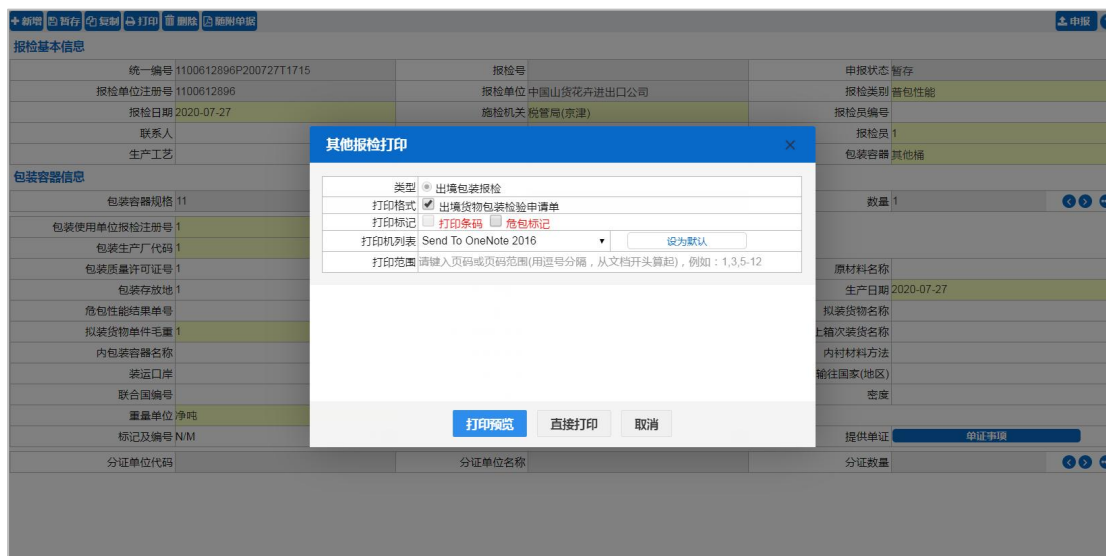 新增 暂存 复制 打印 删除 随附单据 申报
报检基本信息
统一编号 1100612896P200727T1715 报检号 申报状态 暂存
报检单位注册号 1100612896 报检单位 中国山货花卉进出口公司 报检类别 普包性能
报检日期 2020-07-27 施检机关 税管局(京津) 报检员编号
联系人 报检员 1
生产工艺 包装容器 其他桶
其他报检打印 ×
类型 出境包装报检
打印格式 出境货物包装检验申请单
打印标记 打印条码 危包标记
打印机列表 Send To OneNote 2016 设为默认
打印范围 请键入页码或页码范围(用逗号分隔，从文档开头算起)，例如：1,3,5-12
打印预览 直接打印 取消
包装容器信息
包装容器规格 11 数量 1
包装使用单位报检注册号 1
包装生产厂代码 1
包装质量许可证号 1 原材料名称
包装存放地 1 生产日期 2020-07-27
危包性能结果单号 拟装货物名称
拟装货物单件毛重 1 上箱次装货名称
内包装容器名称 内衬材料方法
装运口岸 输往国家(地区)
联合国编号 密度
重量单位 净吨
标记及编号 N/M 提供单证 单证事项
分证单位代码 分证单位名称 分证数量